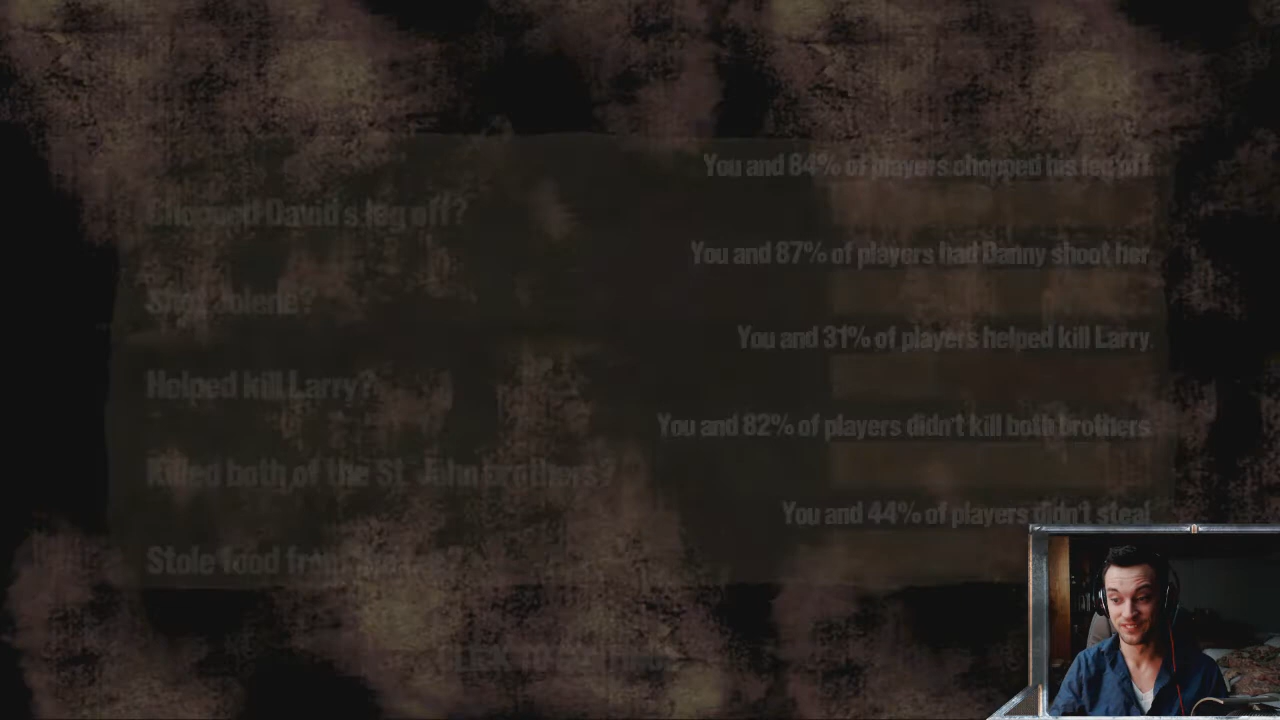 You and 84% of players chopped his leg off.
Chopped David's leg off?
You and 87% of players had Danny shoot her
Shot Jolene?
You and 31% of players helped kill Larry.
Helped kill Larry?
You and 82% of players didn't kill both brothers
Killed both of the St. John brothers?
You and 44% of players didn't steal
Stole food from